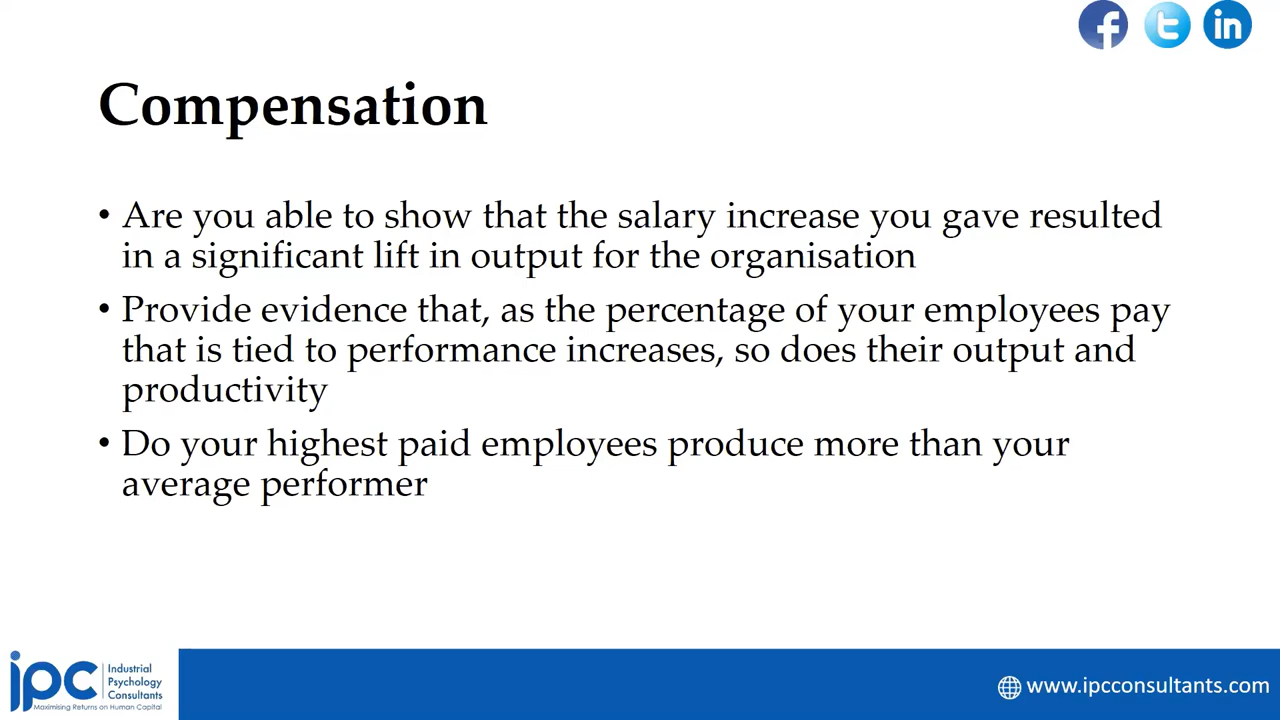 Compensation
• Are you able to show that the salary increase you gave resulted
in a significant lift in output for the organisation
• Provide evidence that, as the percentage of your employees pay
that is tied to performance increases, so does their output and
productivity
• Do your highest paid employees produce more than your
average performer
ipc
Industrial
Psychology
Consultants
Maximising Returns on Human Capital
www.ipcconsultants.com